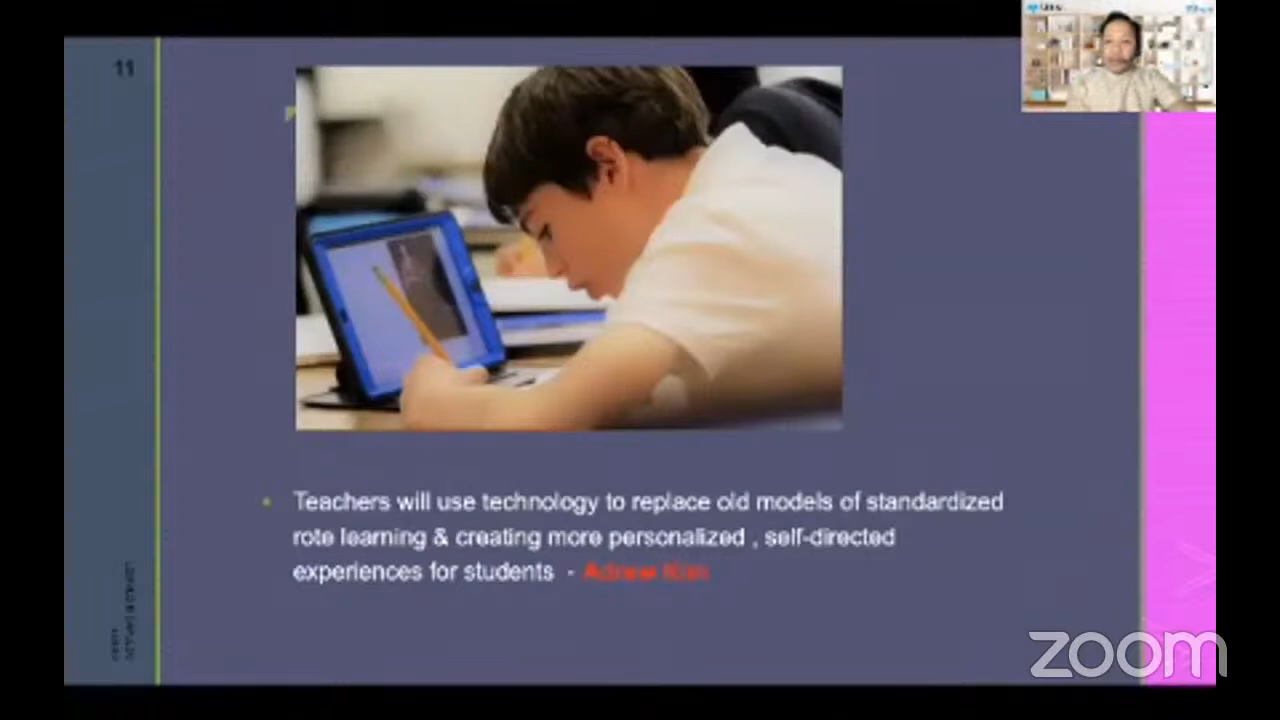 11
Teachers will use technology to replace old models of standardized
rote learning & creating more personalized , self-directed
experiences for students -
zoom